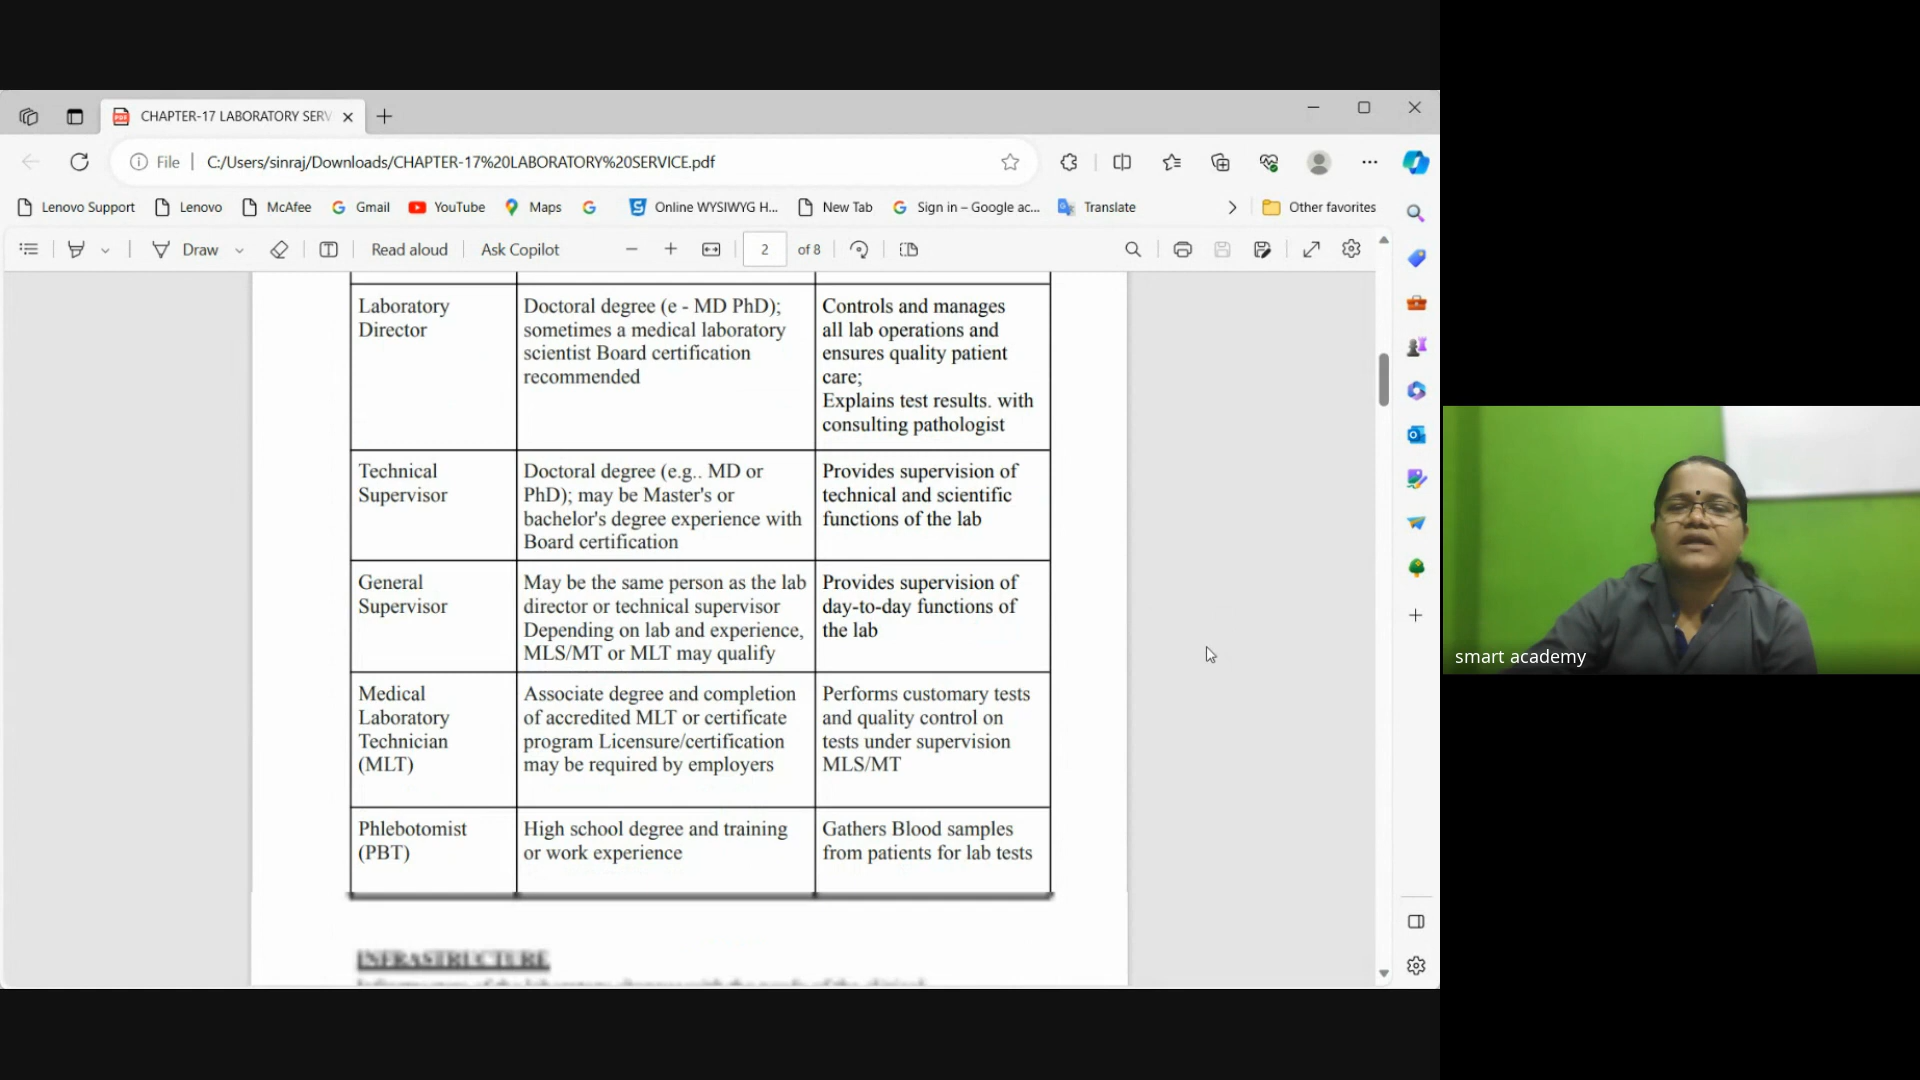 CHAPTER-17 LABORATORY SERV
File
C:/Users/sinraj/Downloads/CHAPTER-17%20LABORATORY%20SERVICE.pdf
Lenovo Support
Lenovo
McAfee
Gmail
YouTube
Maps
Online WYSIWYG H...
New Tab
Sign in – Google ac...
Translate
Other favorites
Draw
Read aloud
Ask Copilot
2 of 8
Laboratory
Director
Doctoral degree (e - MD PhD);
sometimes a medical laboratory
scientist Board certification
recommended
Controls and manages
all lab operations and
ensures quality patient
care;
Explains test results. with
consulting pathologist
Technical
Supervisor
Doctoral degree (e.g.. MD or
PhD); may be Master's or
bachelor's degree experience with
Board certification
Provides supervision of
technical and scientific
functions of the lab
General
Supervisor
May be the same person as the lab
director or technical supervisor
Depending on lab and experience,
MLS/MT or MLT may qualify
Provides supervision of
day-to-day functions of
the lab
Medical
Laboratory
Technician
(MLT)
Associate degree and completion
of accredited MLT or certificate
program Licensure/certification
may be required by employers
Performs customary tests
and quality control on
tests under supervision
MLS/MT
Phlebotomist
(PBT)
High school degree and training
or work experience
Gathers Blood samples
from patients for lab tests
INFRASTRUCTURE
smart academy